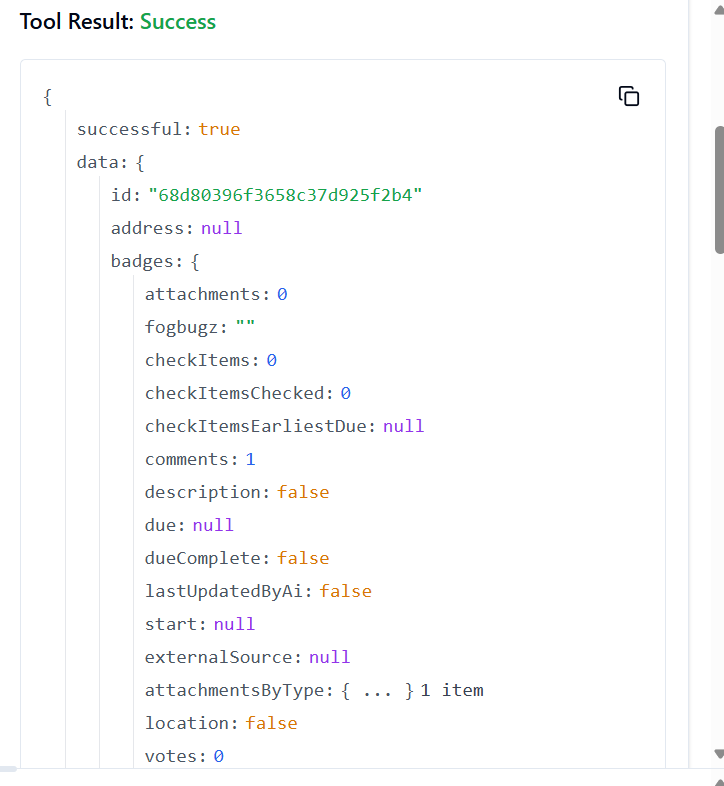 Tool Result: Success
{
successful: true
data: {
id: "68d80396f3658c37d925f2b4"
address: null
badges: {
attachments: 0
fogbugz: ""
checkItems: 0
checkItemsChecked: 0
checkItemsEarliestDue: null
comments: 1
description: false
due: null
dueComplete: false
lastUpdatedByAi: false
start: null
externalSource: null
attachmentsByType: { ... } 1 item
location: false
votes: 0